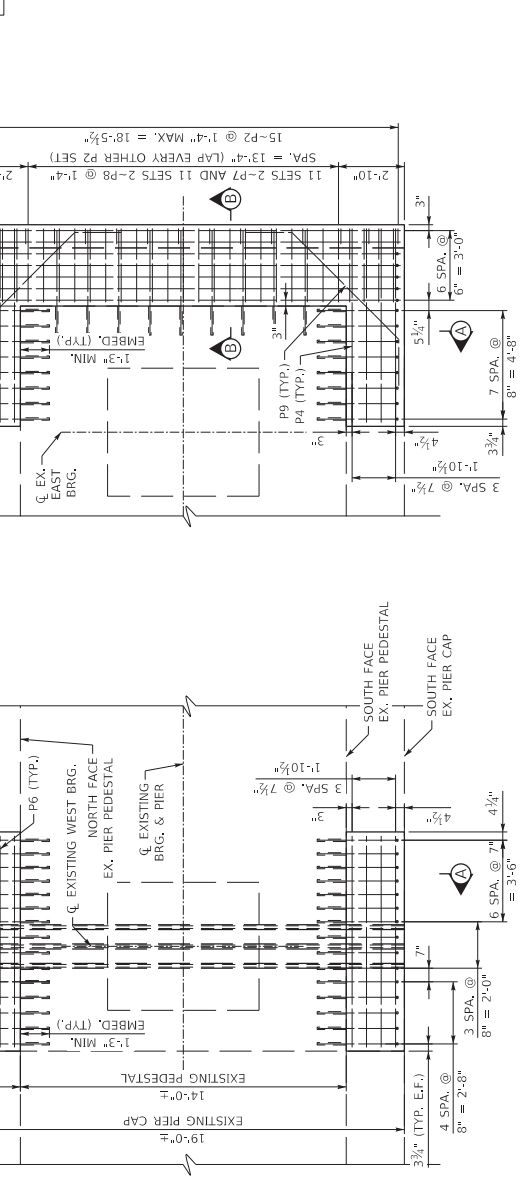 15~P2 @ 1'-4" MAX. = 18'-5½"
11 SETS 2~P7 AND 11 SETS 2~P8 @ 1'-4"
SPA. = 13'-4" (LAP EVERY OTHER P2 SET)
2'-10"
B
B
3"
6 SPA. @
6" = 3'-0"
5¼"
A
7 SPA. @
8" = 4'-8"
3¾"
1'-3" MIN.
EMBED. (TYP.)
3"
P9 (TYP.)
P4 (TYP.)
℄ EX.
EAST
BRG.
3"
4½"
3 SPA. @ 7½"
1'-10½"
SOUTH FACE
EX. PIER PEDESTAL
SOUTH FACE
EX. PIER CAP
P6 (TYP.)
℄ EXISTING WEST BRG.
NORTH FACE
EX. PIER PEDESTAL
℄ EXISTING
BRG. & PIER
3 SPA. @ 7½"
1'-10½"
3"
4½"
4¼"
6 SPA. @ 7"
= 3'-6"
A
7"
3 SPA. @
8" = 2'-0"
4 SPA. @
8" = 2'-8"
3¾" (TYP. E.F.)
1'-3" MIN.
EMBED. (TYP.)
14'-0"±
EXISTING PEDESTAL
19'-0"±
EXISTING PIER CAP